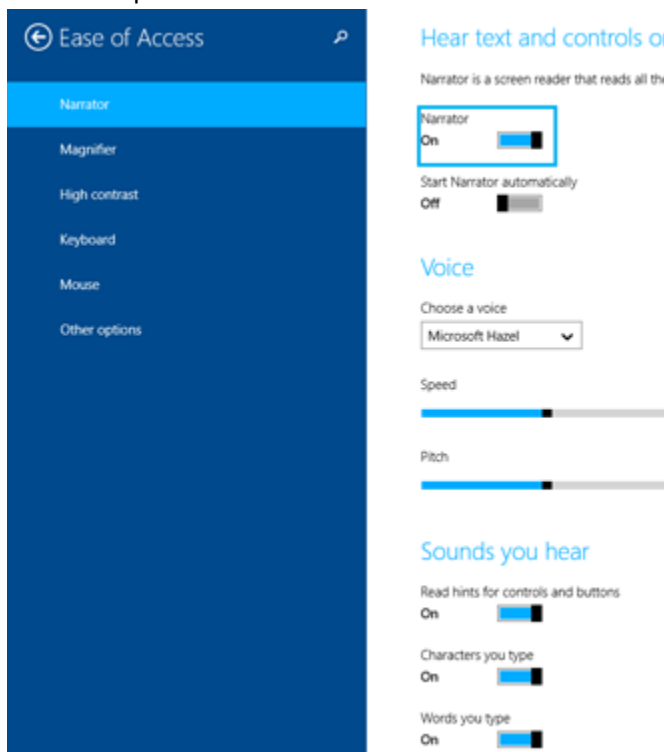 Ease of Access
Narrator
Magnifier
High contrast
Keyboard
Mouse
Other options
Hear text and controls
Narrator is a screen reader that reads all
Narrator
On
Start Narrator automatically
Off
Voice
Choose a voice
Microsoft Hazel
Speed
Pitch
Sounds you hear
Read hints for controls and buttons
On
Characters you type
On
Words you type
On